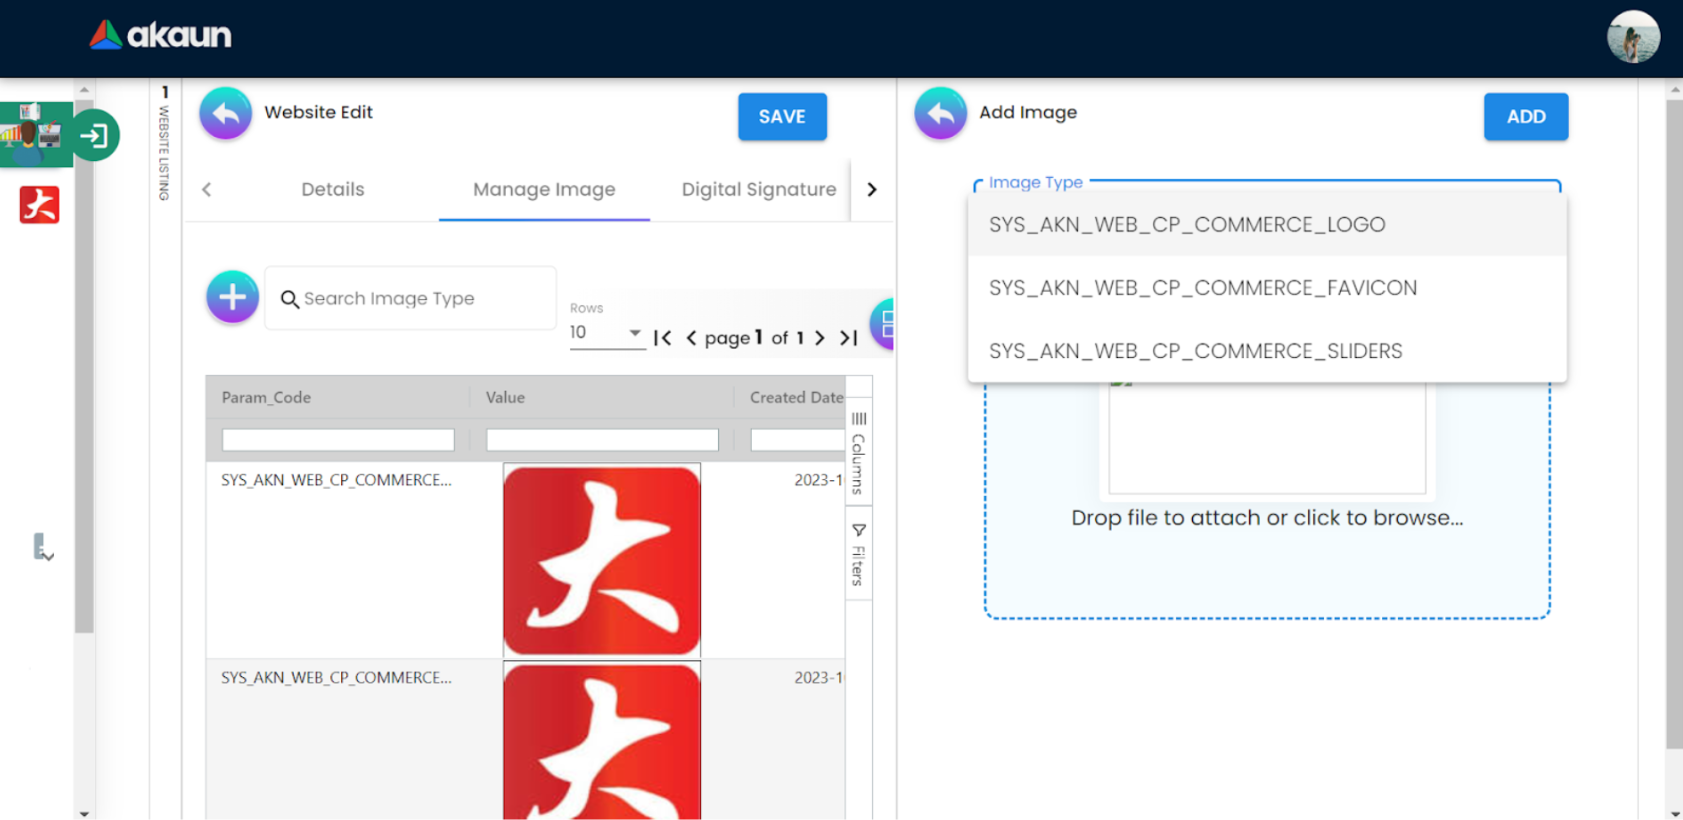 akaun
1 WEBSITE LISTING
Website Edit
SAVE
Details
Manage Image
Digital Signature
Search Image Type
Rows
10
page 1 of 1
Param_Code
Value
Created Date
Columns
Filters
SYS_AKN_WEB_CP_COMMERCE...
大
2023-1
SYS_AKN_WEB_CP_COMMERCE...
大
2023-1
Add Image
ADD
Image Type
SYS_AKN_WEB_CP_COMMERCE_LOGO
SYS_AKN_WEB_CP_COMMERCE_FAVICON
SYS_AKN_WEB_CP_COMMERCE_SLIDERS
Drop file to attach or click to browse...